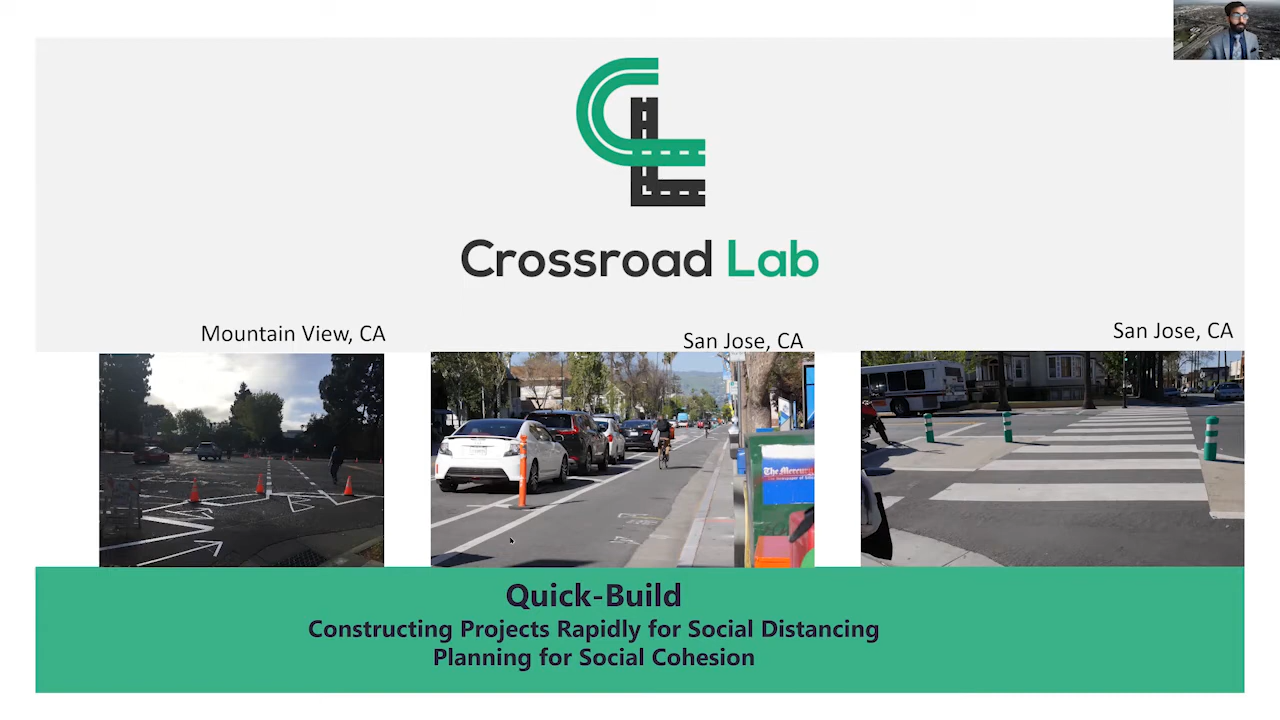 Crossroad Lab
Mountain View, CA
San Jose, CA
San Jose, CA
The Mercury
Quick-Build
Constructing Projects Rapidly for Social Distancing
Planning for Social Cohesion